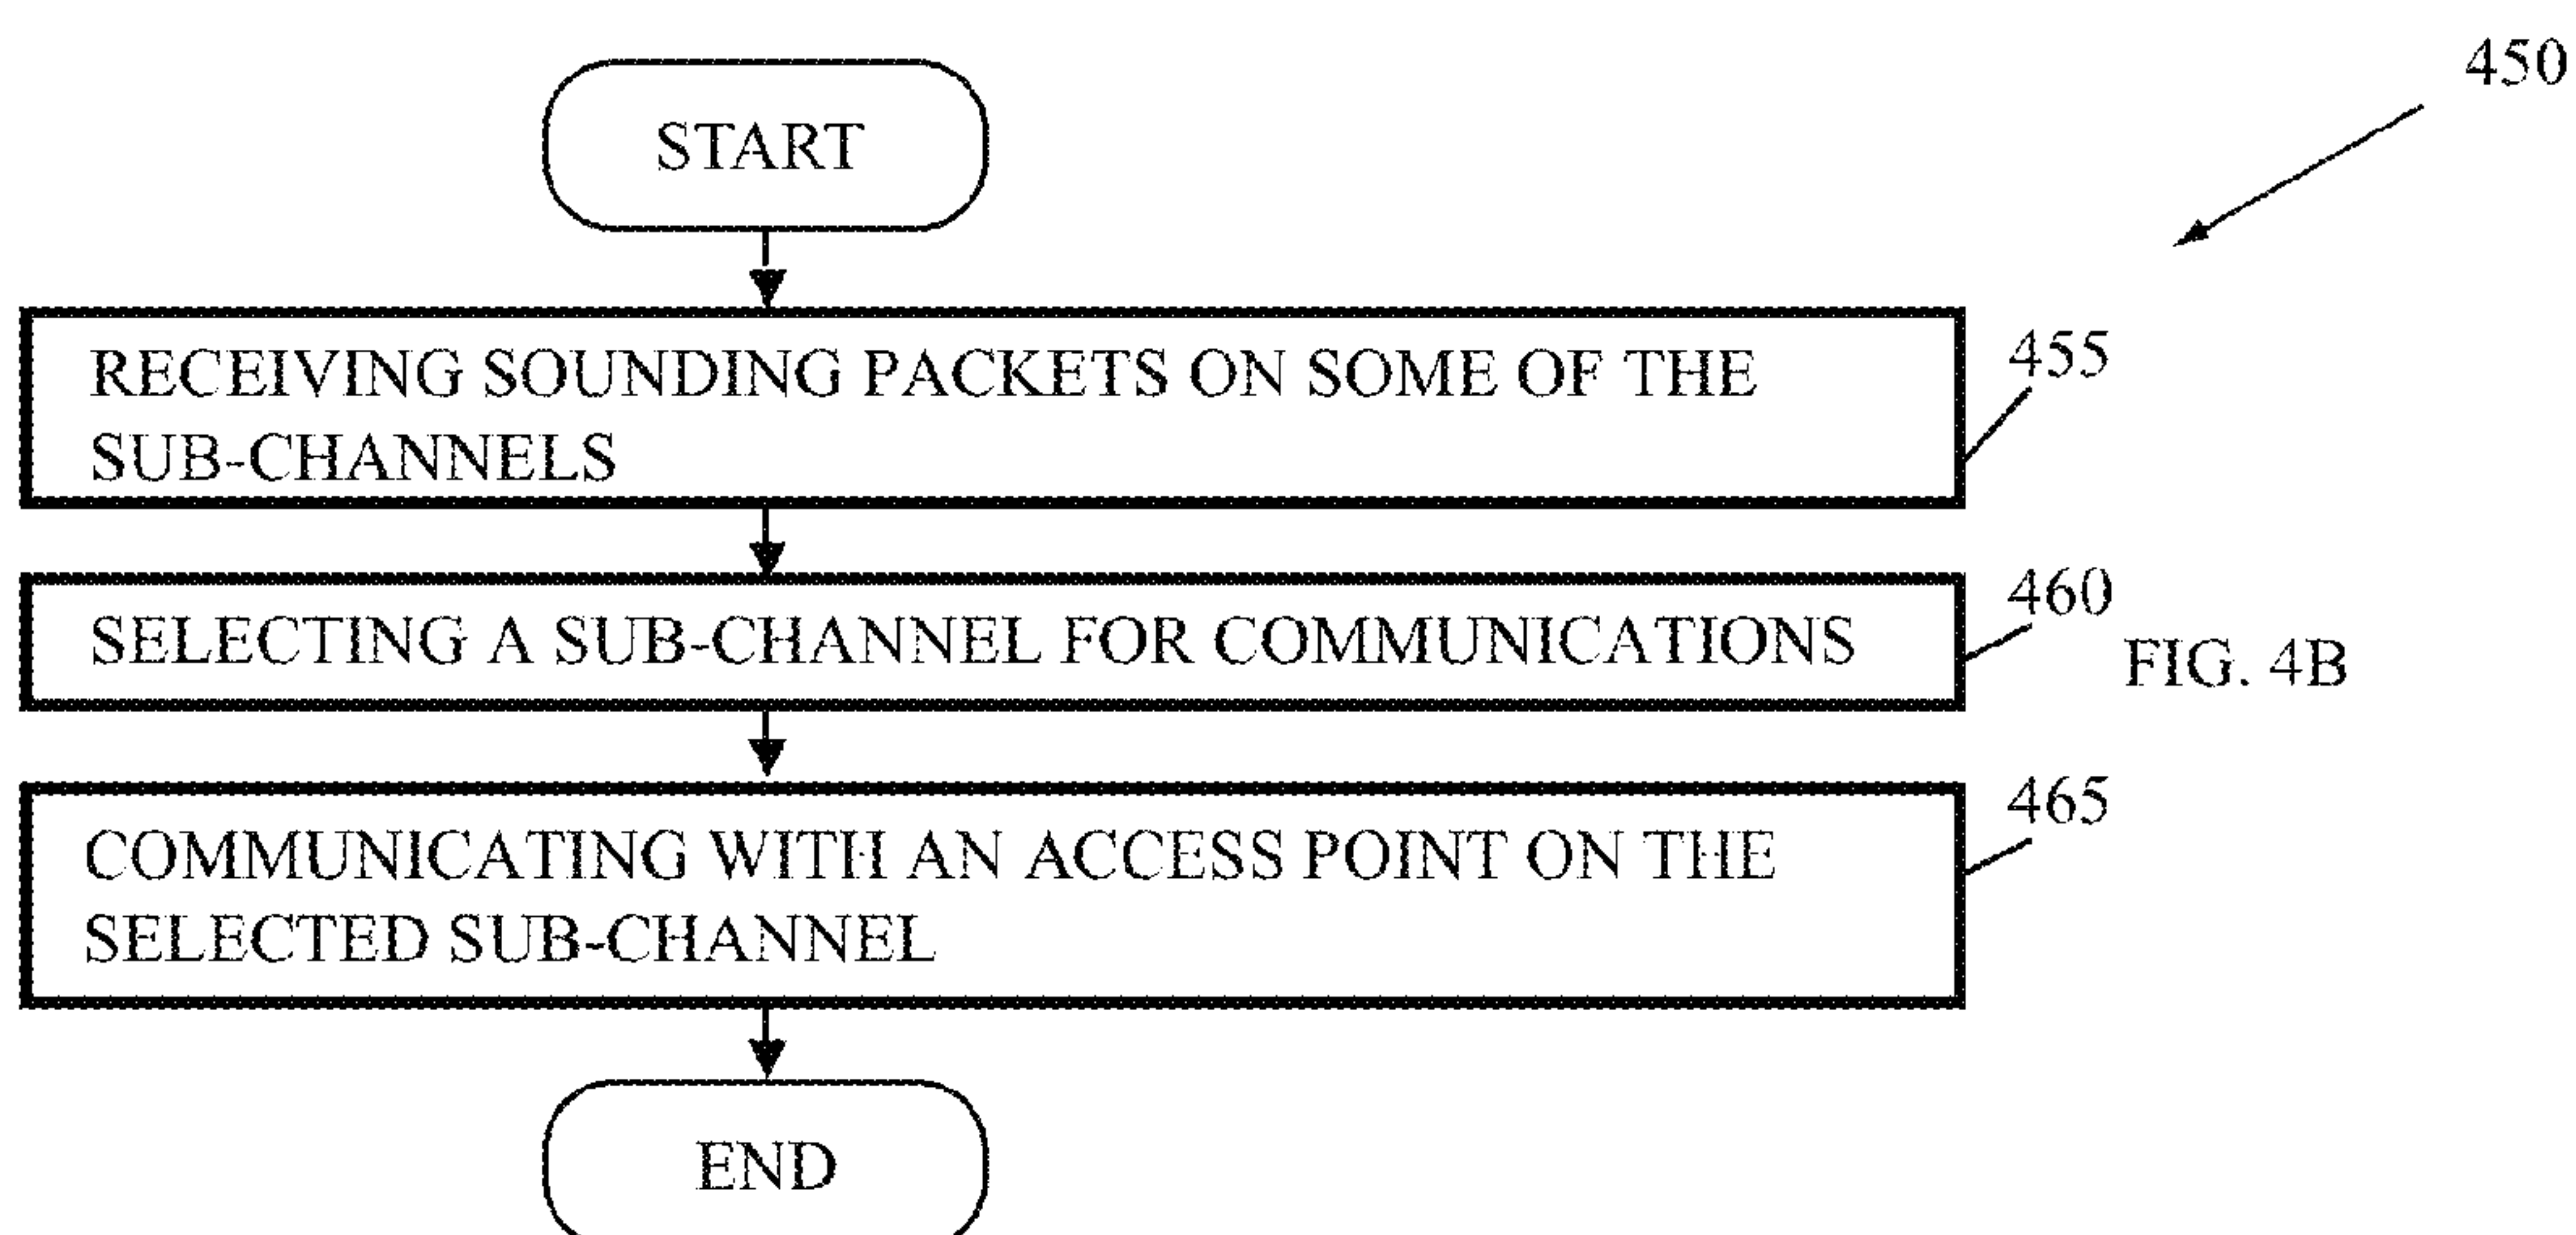 450
START
RECEIVING SOUNDING PACKETS ON SOME OF THE
SUB-CHANNELS
455
SELECTING A SUB-CHANNEL FOR COMMUNICATIONS
460
FIG. 4B
COMMUNICATING WITH AN ACCESS POINT ON THE
SELECTED SUB-CHANNEL
465
END